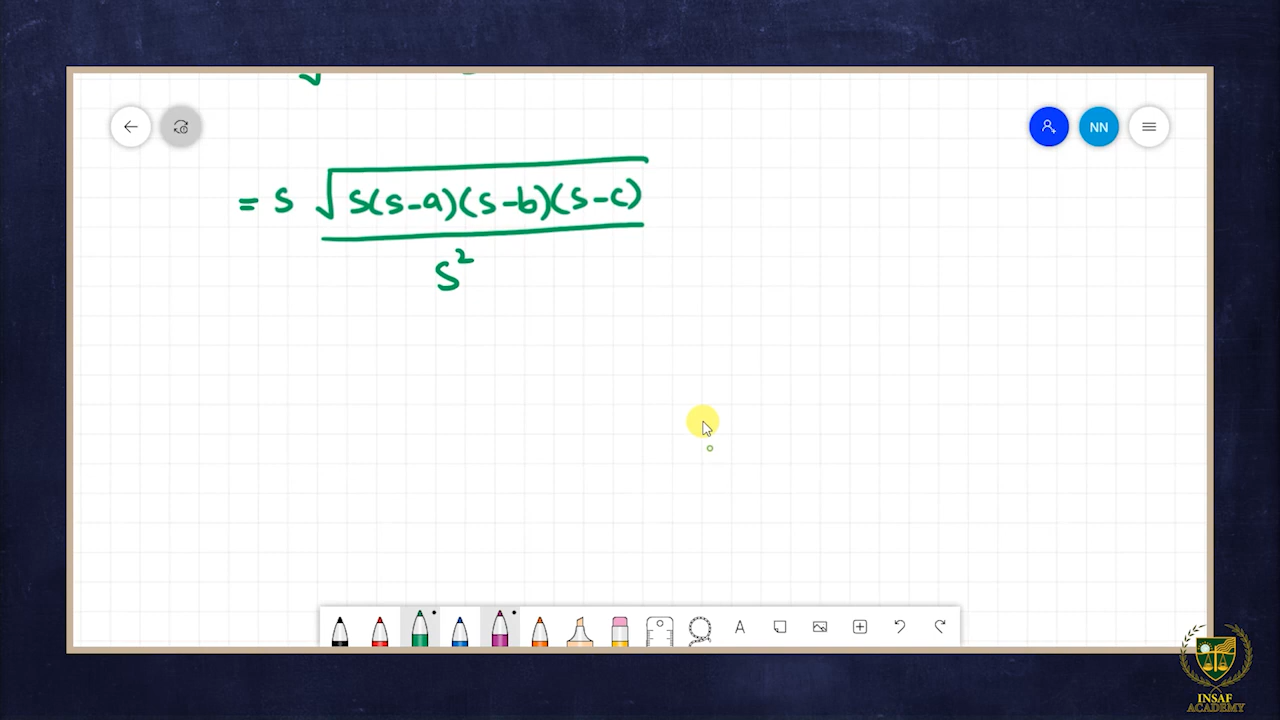 NN
= s √s(s-a)(s-b)(s-c)
s²
A
INSAF
ACADEMY